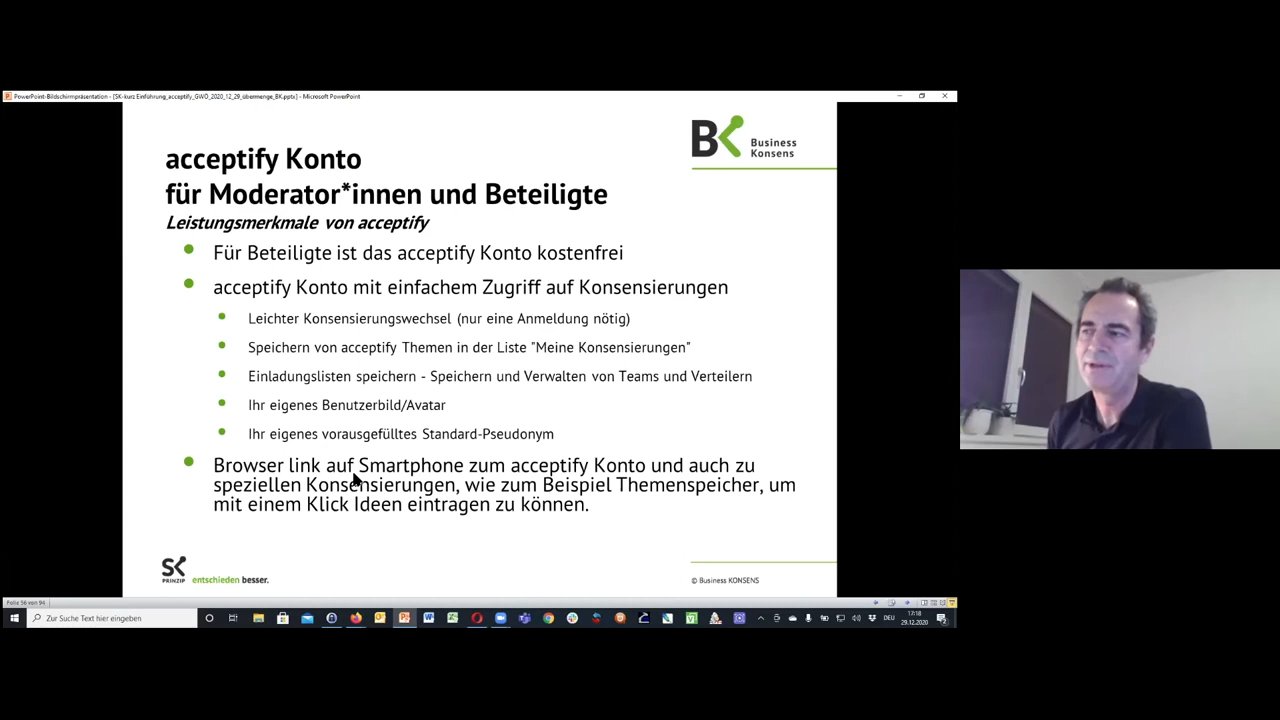 PowerPoint-Bildschirmpräsentation - [SK-kurz Einführung_acceptify_GWÖ_2020_12_29_übermenge_BK.pptx] - Microsoft PowerPoint
BK Business
Konsens
acceptify Konto
für Moderator*innen und Beteiligte
Leistungsmerkmale von acceptify
Für Beteiligte ist das acceptify Konto kostenfrei
acceptify Konto mit einfachem Zugriff auf Konsensierungen
Leichter Konsensierungswechsel (nur eine Anmeldung nötig)
Speichern von acceptify Themen in der Liste "Meine Konsensierungen"
Einladungslisten speichern - Speichern und Verwalten von Teams und Verteilern
Ihr eigenes Benutzerbild/Avatar
Ihr eigenes vorausgefülltes Standard-Pseudonym
Browser link auf Smartphone zum acceptify Konto und auch zu
speziellen Konsensierungen, wie zum Beispiel Themenspeicher, um
mit einem Klick Ideen eintragen zu können.
SK
PRINZIP entschieden besser.
© Business KONSENS
Folie 56 von 94
Zur Suche Text hier eingeben
DEU
17:18
29.12.2020